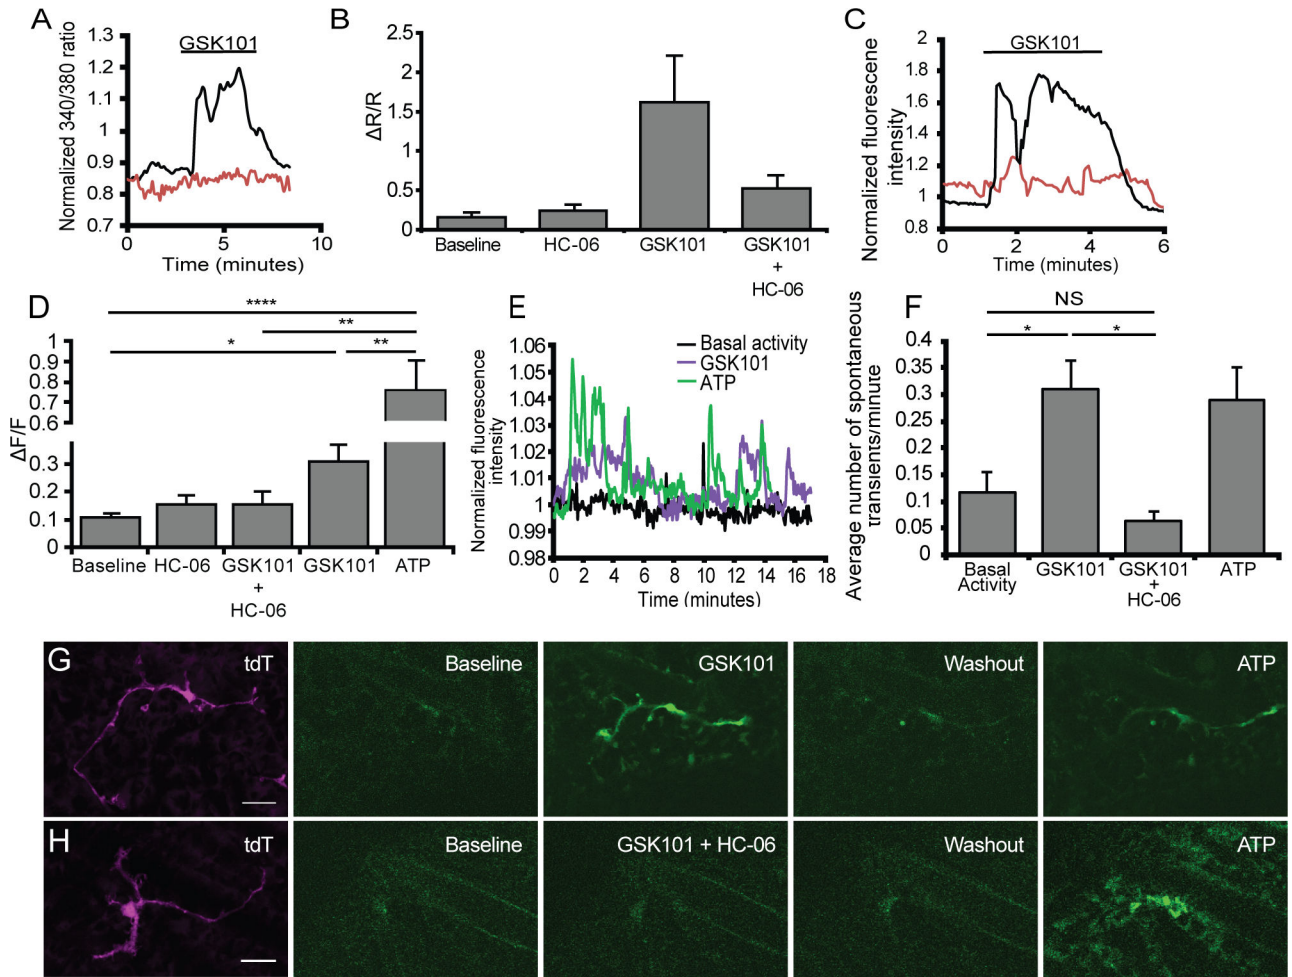 A
GSK101
Normalized 340/380 ratio
1.3
1.2
1.1
1
0.9
0.8
0.7
0
5
10
Time (minutes)
B
ΔR/R
2.5
2
1.5
1
0.5
0
Baseline
HC-06
GSK101
GSK101
+
HC-06
C
GSK101
Normalized fluorescene
intensity
2
1.8
1.6
1.4
1.2
1
0.8
0
2
4
6
Time (minutes)
D
****
**
*
**
ΔF/F
1
0.9
0.8
0.7
0.6
0.3
0.2
0.1
0
Baseline
HC-06
GSK101
+
HC-06
GSK101
ATP
E
Basal activity
GSK101
ATP
Normalized fluorescence
intensity
1.06
1.05
1.04
1.03
1.02
1.01
1
0.99
0.98
0 2 4 6 8 10 12 14 16 18
Time (minutes)
F
NS
*
*
Average number of spontaneous
transients/minute
0.4
0.35
0.3
0.25
0.2
0.15
0.1
0.05
0
Basal
Activity
GSK101
GSK101
+
HC-06
ATP
G
tdT
Baseline
GSK101
Washout
ATP
H
tdT
Baseline
GSK101 + HC-06
Washout
ATP